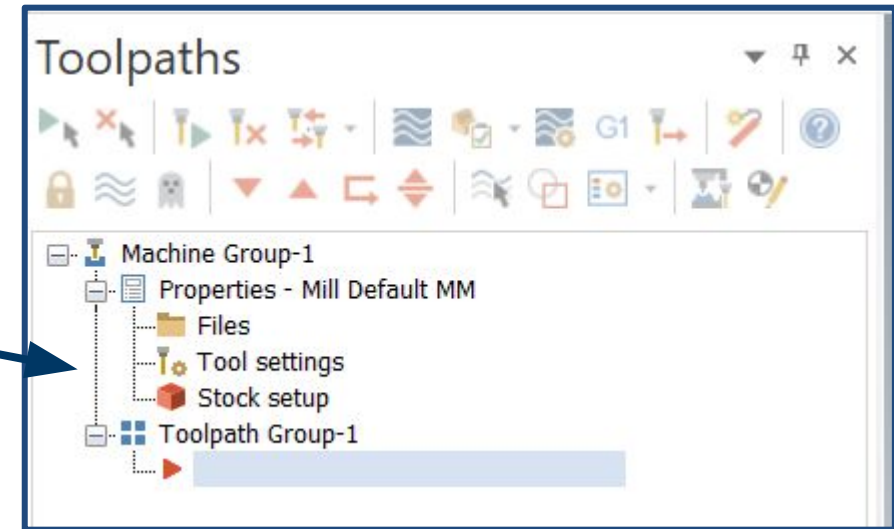 Toolpaths
G1
Machine Group-1
Properties - Mill Default MM
Files
Tool settings
Stock setup
Toolpath Group-1